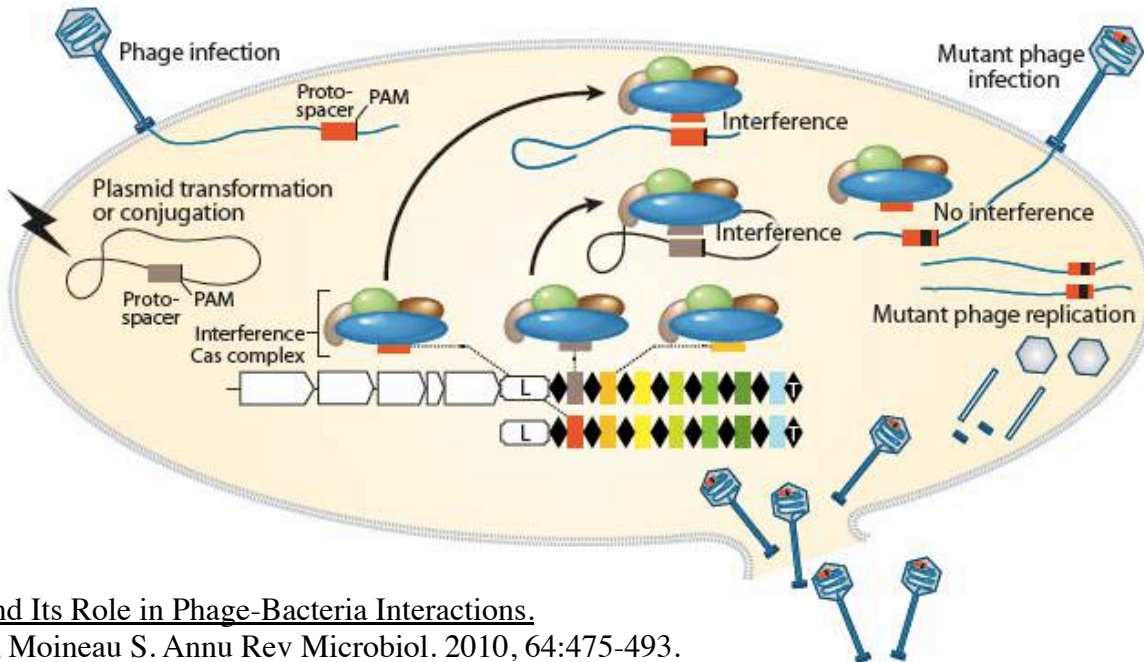 Phage infection
Mutant phage
infection
Proto-
spacer
PAM
Interference
Plasmid transformation
or conjugation
No interference
Interference
Proto-
spacer
PAM
Mutant phage replication
Interference
Cas complex
L
T
L
T
nd Its Role in Phage-Bacteria Interactions.
, Moineau S. Annu Rev Microbiol. 2010, 64:475-493.